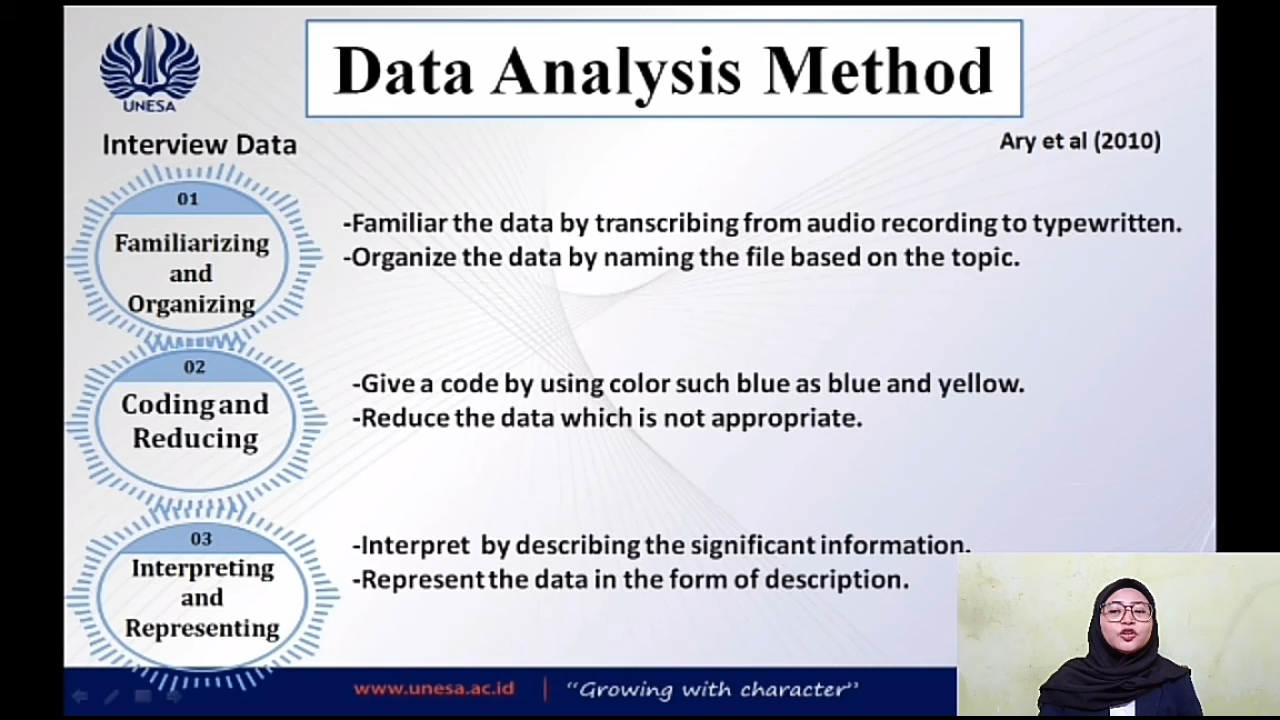 UNESA
Data Analysis Method
Interview Data
Ary et al (2010)
01
Familiarizing
and
Organizing
-Familiar the data by transcribing from audio recording to typewritten.
-Organize the data by naming the file based on the topic.
02
Coding and
Reducing
-Give a code by using color such blue as blue and yellow.
-Reduce the data which is not appropriate.
03
Interpreting
and
Representing
-Interpret by describing the significant information.
-Represent the data in the form of description.
www.unesa.ac.id | “Growing with character”